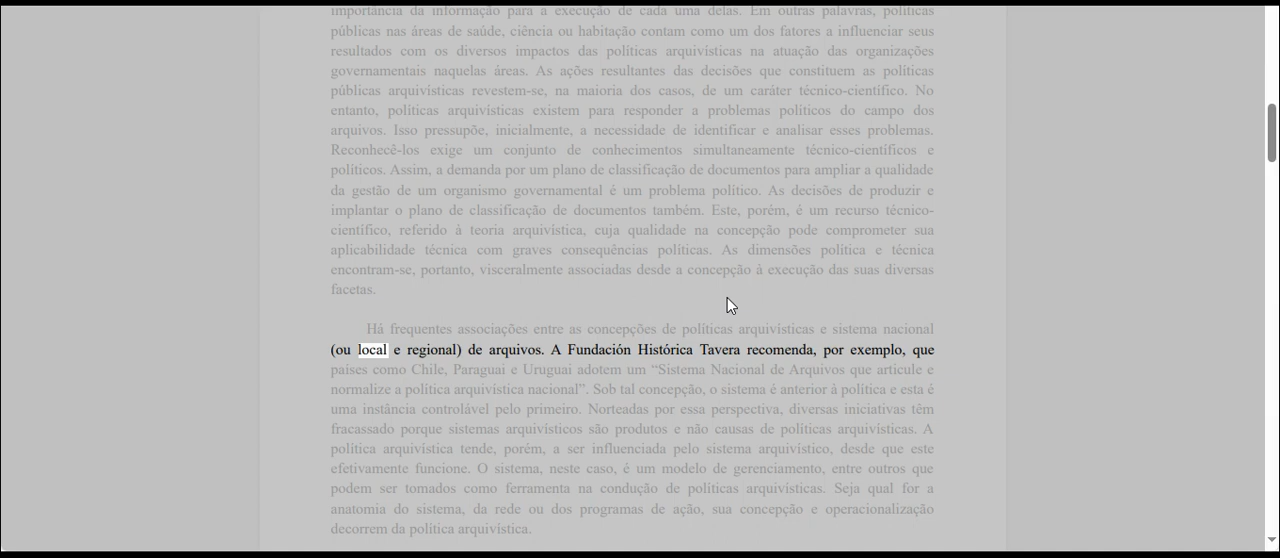 importância da informação para a execução de cada uma delas. Em outras palavras, políticas
públicas nas áreas de saúde, ciência ou habitação contam como um dos fatores a influenciar seus
resultados com os diversos impactos das políticas arquivísticas na atuação das organizações
governamentais naquelas áreas. As ações resultantes das decisões que constituem as políticas
públicas arquivísticas revestem-se, na maioria dos casos, de um caráter técnico-científico. No
entanto, políticas arquivísticas existem para responder a problemas políticos do campo dos
arquivos. Isso pressupõe, inicialmente, a necessidade de identificar e analisar esses problemas.
Reconhecê-los exige um conjunto de conhecimentos simultaneamente técnico-científicos e
políticos. Assim, a demanda por um plano de classificação de documentos para ampliar a qualidade
da gestão de um organismo governamental é um problema político. As decisões de produzir e
implantar o plano de classificação de documentos também. Este, porém, é um recurso técnico-
científico, referido à teoria arquivística, cuja qualidade na concepção pode comprometer sua
aplicabilidade técnica com graves consequências políticas. As dimensões política e técnica
encontram-se, portanto, visceralmente associadas desde a concepção à execução das suas diversas
facetas.
Há frequentes associações entre as concepções de políticas arquivísticas e sistema nacional
(ou local e regional) de arquivos. A Fundación Histórica Tavera recomenda, por exemplo, que
países como Chile, Paraguai e Uruguai adotem um “Sistema Nacional de Arquivos que articule e
normalize a política arquivística nacional”. Sob tal concepção, o sistema é anterior à política e esta é
uma instância controlável pelo primeiro. Norteadas por essa perspectiva, diversas iniciativas têm
fracassado porque sistemas arquivísticos são produtos e não causas de políticas arquivísticas. A
política arquivística tende, porém, a ser influenciada pelo sistema arquivístico, desde que este
efetivamente funcione. O sistema, neste caso, é um modelo de gerenciamento, entre outros que
podem ser tomados como ferramenta na condução de políticas arquivísticas. Seja qual for a
anatomia do sistema, da rede ou dos programas de ação, sua concepção e operacionalização
decorrem da política arquivística.